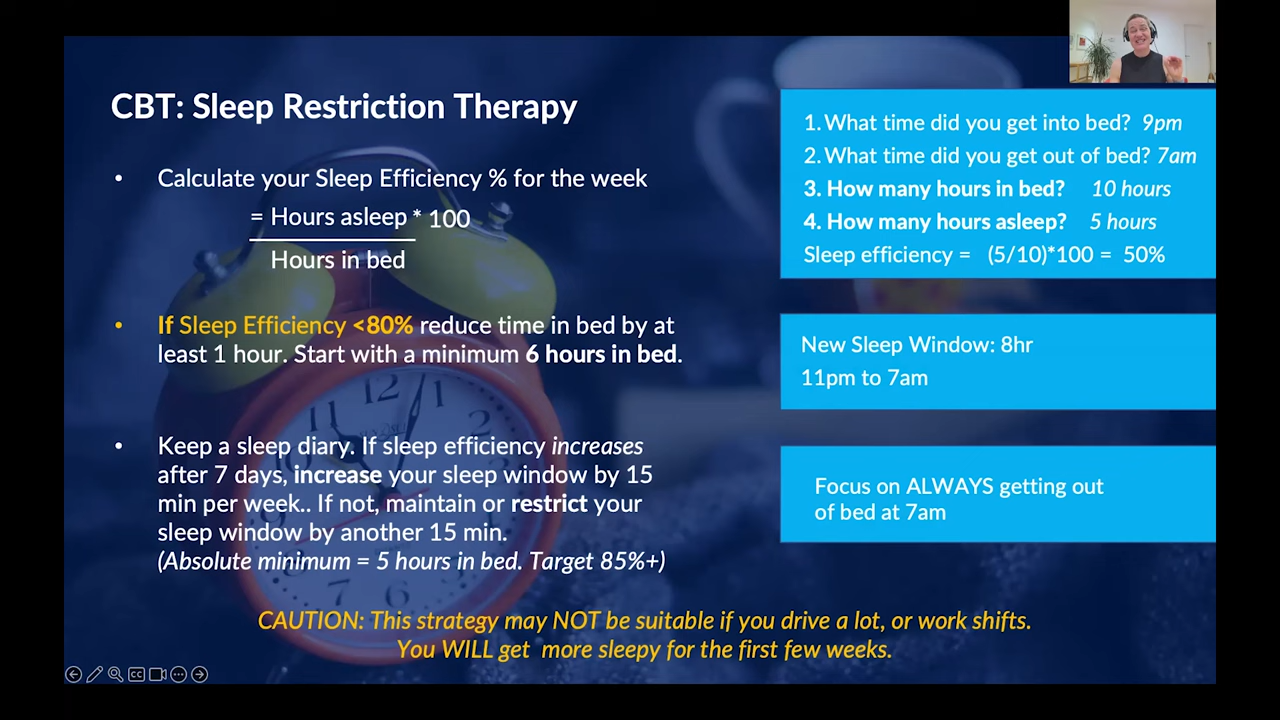 CBT: Sleep Restriction Therapy
• Calculate your Sleep Efficiency % for the week
= Hours asleep * 100
Hours in bed
• If Sleep Efficiency <80% reduce time in bed by at
least 1 hour. Start with a minimum 6 hours in bed.
• Keep a sleep diary. If sleep efficiency increases
after 7 days, increase your sleep window by 15
min per week.. If not, maintain or restrict your
sleep window by another 15 min.
(Absolute minimum = 5 hours in bed. Target 85%+)
1. What time did you get into bed? 9pm
2. What time did you get out of bed? 7am
3. How many hours in bed? 10 hours
4. How many hours asleep? 5 hours
Sleep efficiency = (5/10)*100 = 50%
New Sleep Window: 8hr
11pm to 7am
Focus on ALWAYS getting out
of bed at 7am
CAUTION: This strategy may NOT be suitable if you drive a lot, or work shifts.
You WILL get more sleepy for the first few weeks.
12
1
2
11
7
6
5
CC